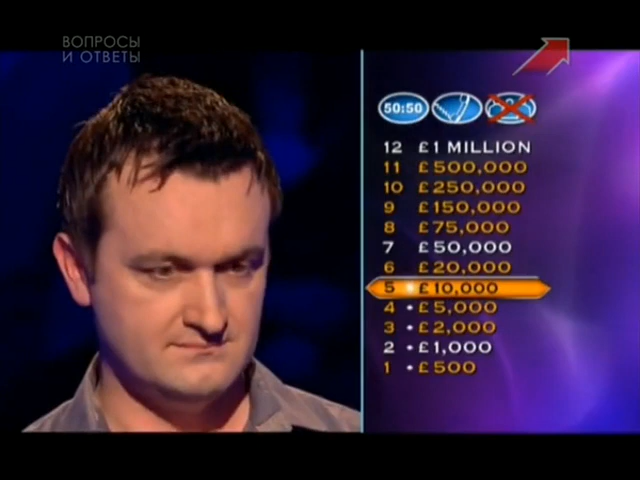 ВОПРОСЫ
И ОТВЕТЫ
50:50
12 £1 MILLION
11 £500,000
10 £250,000
9 £150,000
8 £75,000
7 £50,000
6 £20,000
5 • £10,000
4 • £5,000
3 • £2,000
2 • £1,000
1 • £500